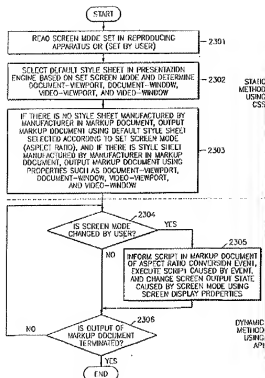 START
READ SCREEN MODE SET IN REPRODUCING
APPARATUS OR (SET BY USER)
2301
SELECT DEFAULT STYLE SHEET IN PRESENTATION
ENGINE BASED ON SET SCREEN MODE AND DETERMINE
DOCUMENT-VIEWPORT, DOCUMENT-WINDOW,
VIDEO-VIEWPORT, AND VIDEO-WINDOW
2302
STATIC
METHOD
USING
CSS
IF THERE IS NO STYLE SHEET MANUFACTURED BY
MANUFACTURER IN MARKUP DOCUMENT, OUTPUT
MARKUP DOCUMENT USING DEFAULT STYLE SHEET
SELECTED ACCORDING TO SET SCREEN MODE
(ASPECT RATIO), AND IF THERE IS STYLE SHEET
MANUFACTURED BY MANUFACTURER IN MARKUP
DOCUMENT, OUTPUT MARKUP DOCUMENT USING
PROPERTIES SUCH AS DOCUMENT-VIEWPORT,
DOCUMENT-WINDOW, VIDEO-VIEWPORT,
AND VIDEO-WINDOW
2303
2304
IS SCREEN MODE
CHANGED BY USER?
YES
NO
2305
INFORM SCRIPT IN MARKUP DOCUMENT
OF ASPECT RATIO CONVERSION EVENT,
EXECUTE SCRIPT CAUSED BY EVENT,
AND CHANGE SCREEN OUTPUT STATE
CAUSED BY SCREEN MODE USING
SCREEN DISPLAY PROPERTIES
2306
NO
IS OUTPUT OF
MARKUP DOCUMENT
TERMINATED?
YES
END
DYNAMIC
METHOD
USING
API